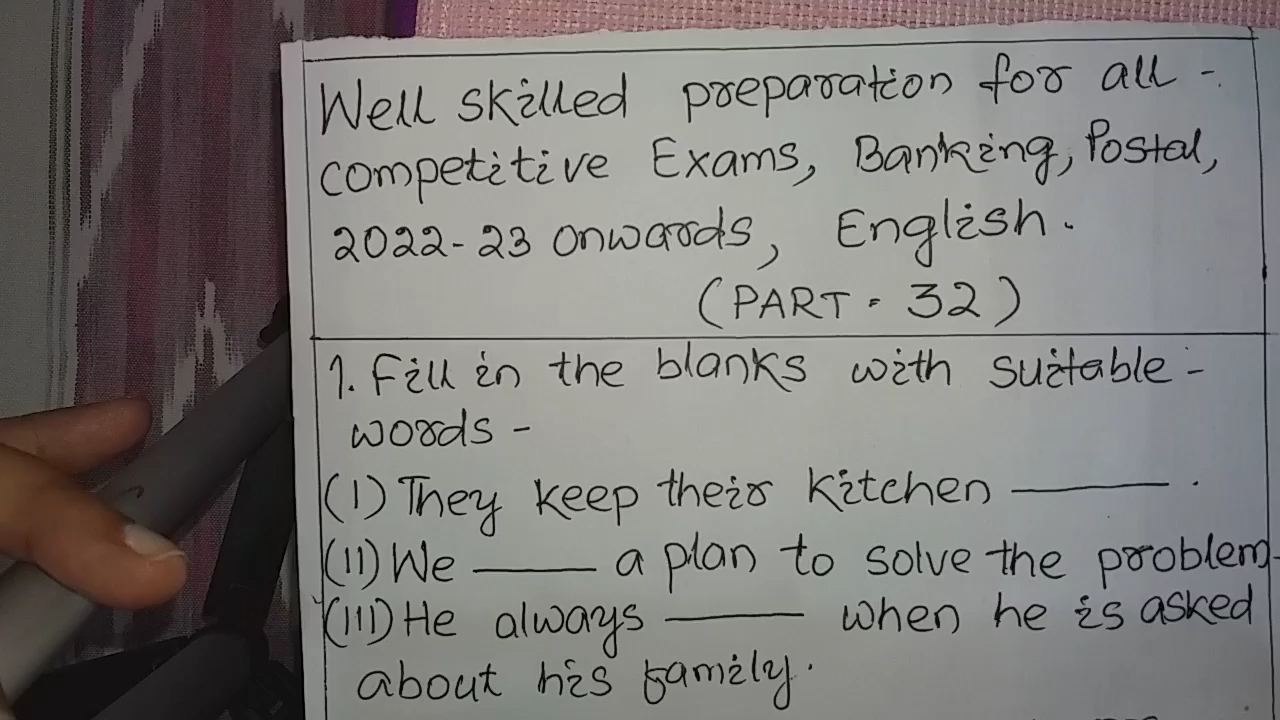 Well skilled preparation for all -
competitive Exams, Banking, Postal,
2022-23 onwards, English.
(PART - 32)
1. Fill in the blanks with suitable -
words -
(I) They keep their kitchen ______ .
(II) We ______ a plan to solve the problem.
(III) He always ______ when he is asked
about his family.